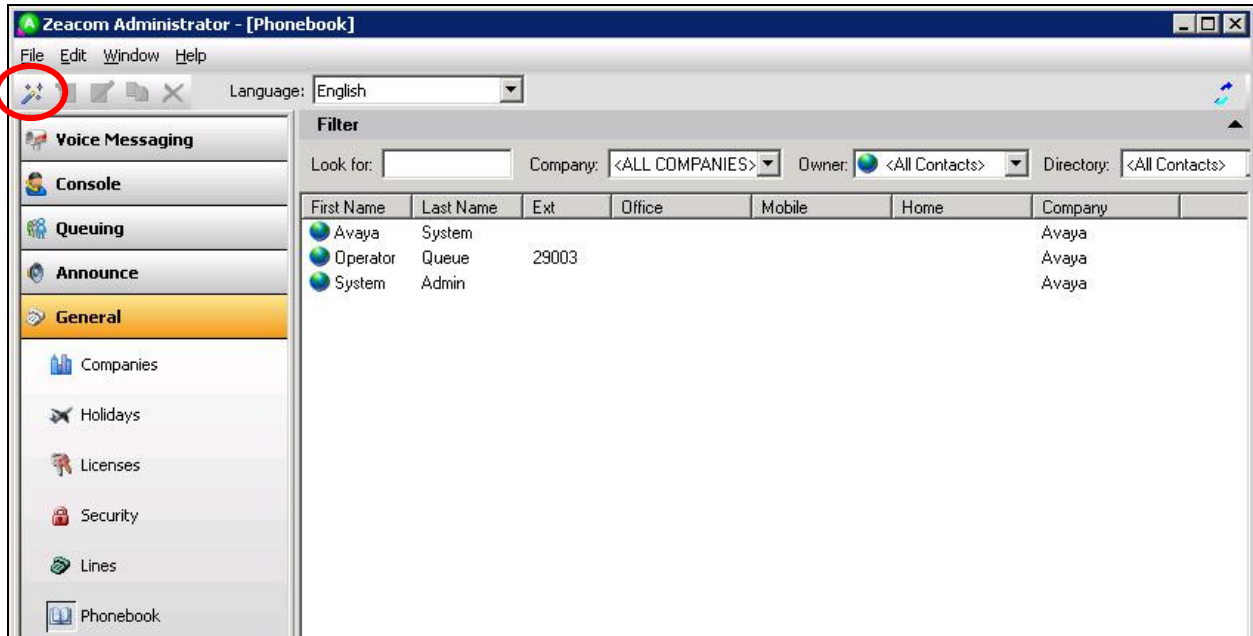 Zeacom Administrator - [Phonebook]
File Edit Window Help
Language: English
Voice Messaging
Console
Queuing
Announce
General
Companies
Holidays
Licenses
Security
Lines
Phonebook
Filter
Look for: Company: <ALL COMPANIES> Owner: <All Contacts> Directory: <All Contacts>
First Name Last Name Ext Office Mobile Home Company
Avaya System Avaya
Operator Queue 29003 Avaya
System Admin Avaya